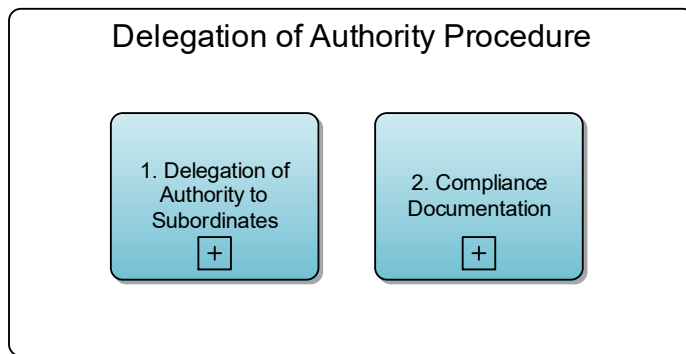 Delegation of Authority Procedure
1. Delegation of
Authority to
Subordinates
2. Compliance
Documentation